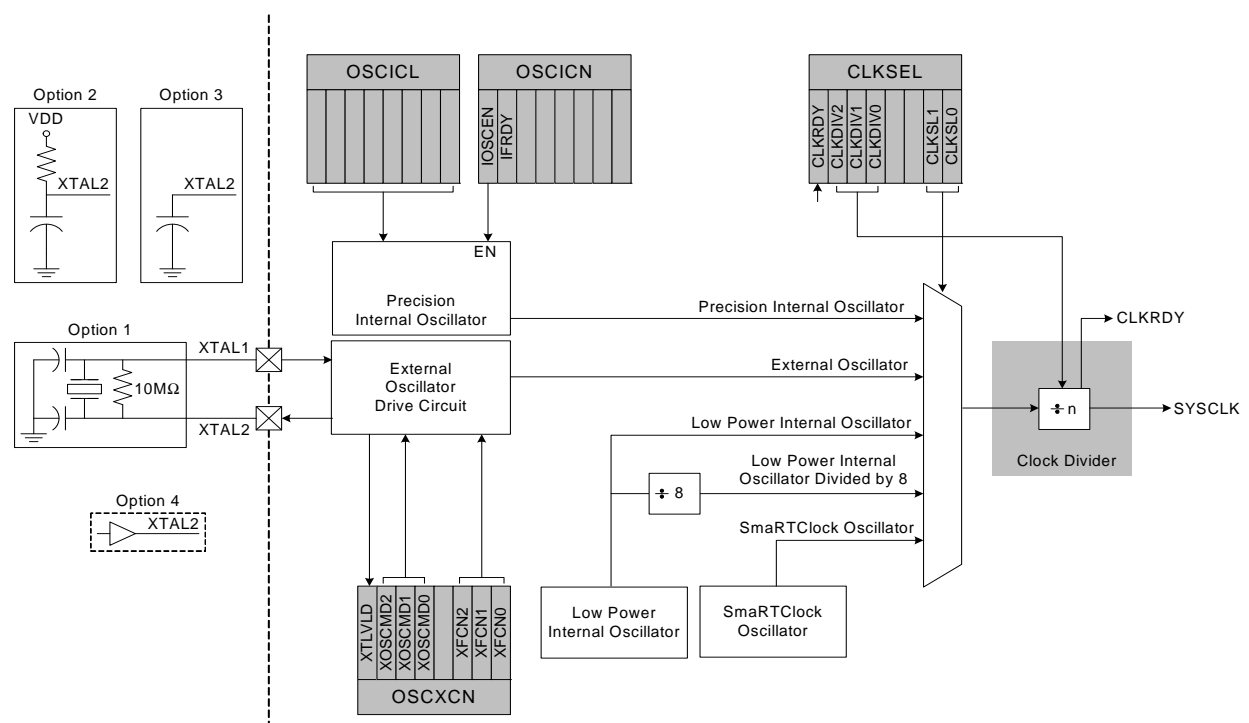 OSCICL
OSCICN
IOSCEN
IFRDY
CLKSEL
CLKRDY
CLKDIV2
CLKDIV1
CLKDIV0
CLKSL1
CLKSL0
Option 2
VDD
XTAL2
Option 3
XTAL2
EN
Precision
Internal Oscillator
Precision Internal Oscillator
CLKRDY
Option 1
10MΩ
XTAL1
XTAL2
External
Oscillator
Drive Circuit
External Oscillator
Low Power Internal Oscillator
÷ 8
Low Power Internal
Oscillator Divided by 8
÷ n
SYSCLK
Clock Divider
Option 4
XTAL2
SmaRTClock Oscillator
Low Power
Internal Oscillator
SmaRTClock
Oscillator
XTLVLD
XOSCMD2
XOSCMD1
XOSCMD0
XFCN2
XFCN1
XFCN0
OSCXCN